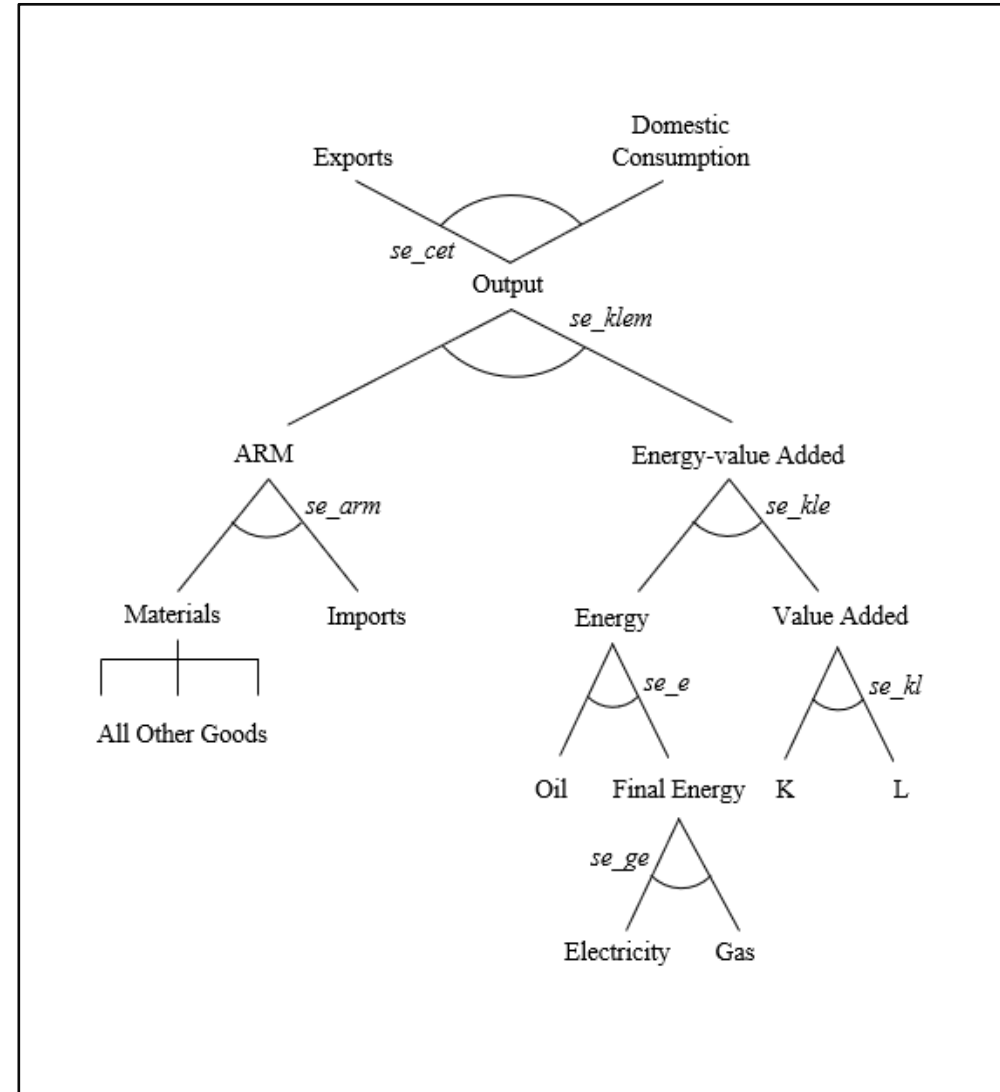 Domestic
Exports Consumption
se_cet
Output
se_klem
ARM Energy-value Added
se_arm se_kle
Materials Imports Energy Value Added
se_e se_kl
All Other Goods
Oil Final Energy K L
se_ge
Electricity Gas